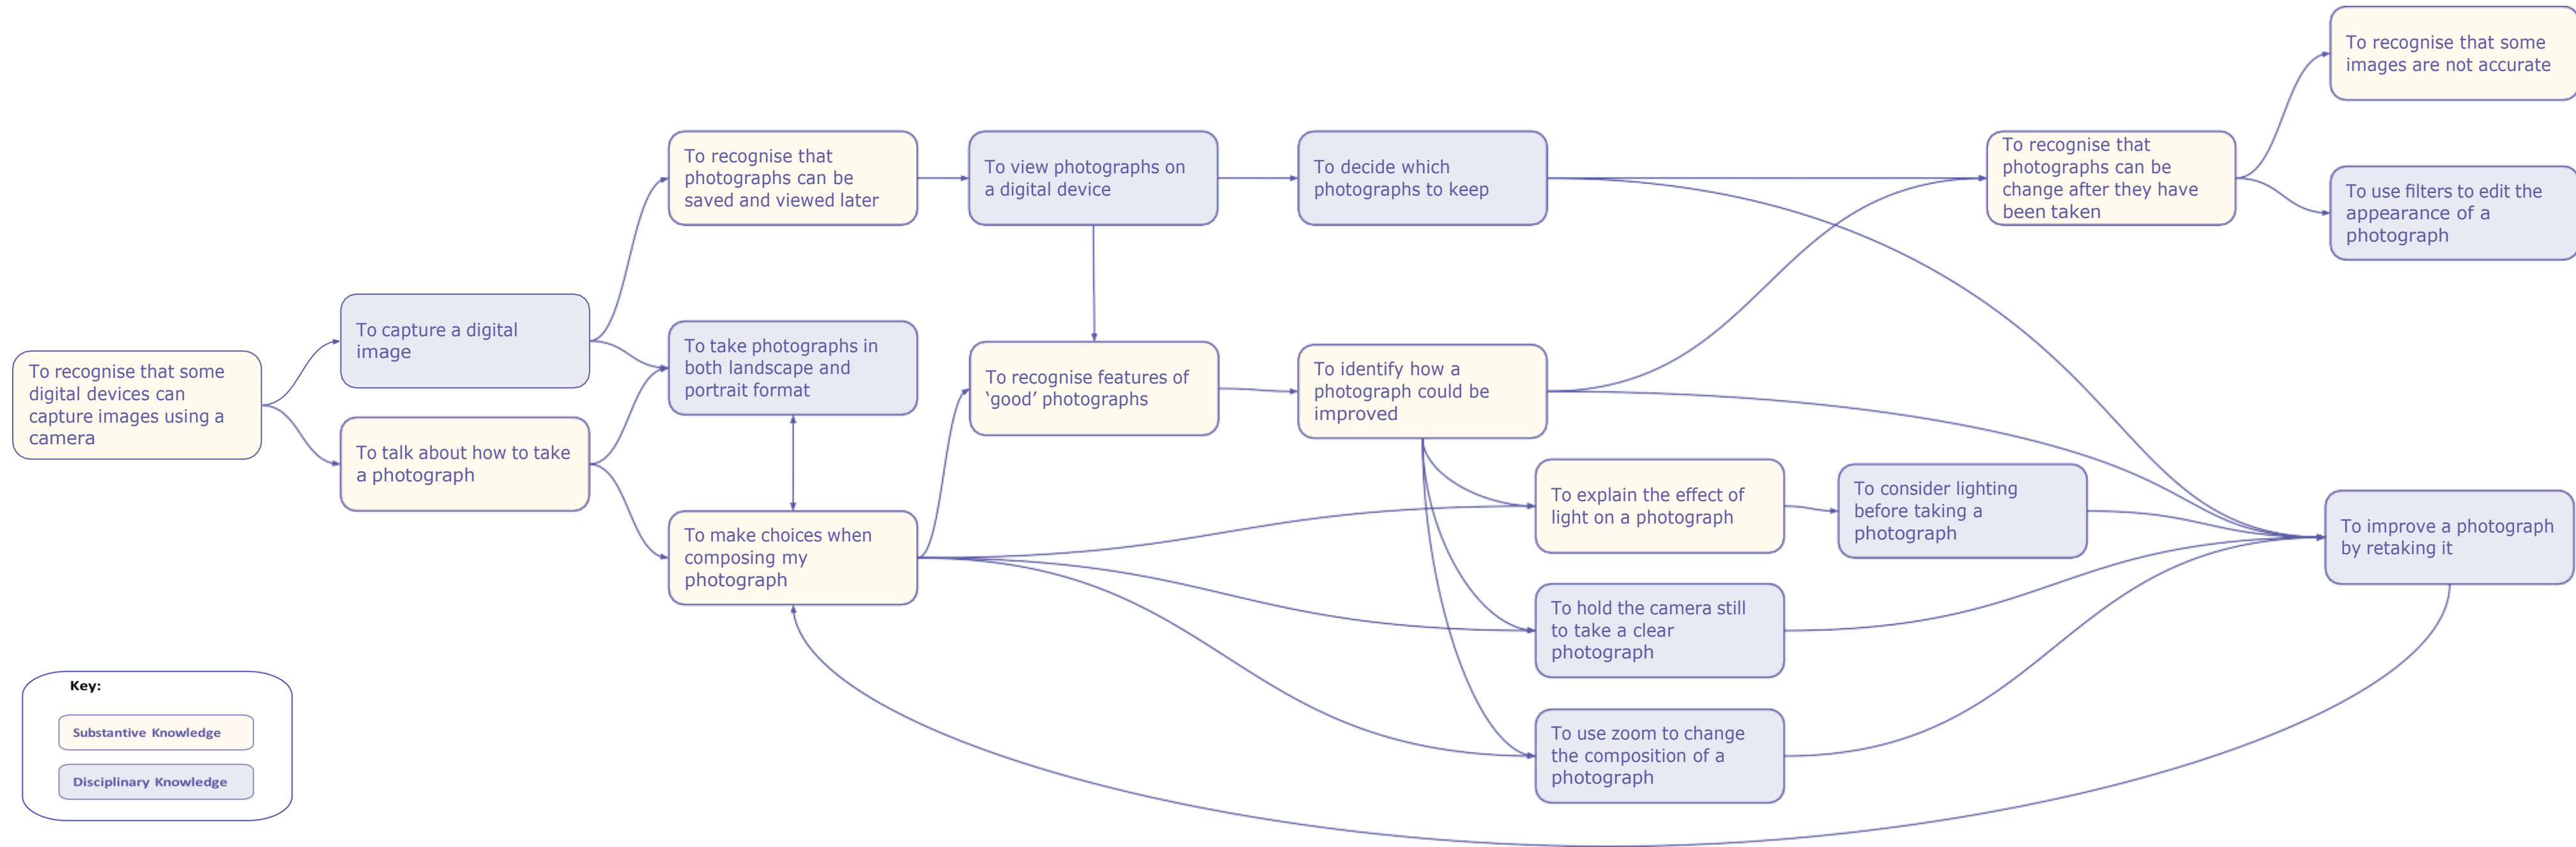 To recognise that some
digital devices can
capture images using a
camera
To capture a digital
image
To talk about how to take
a photograph
To recognise that
photographs can be
saved and viewed later
To take photographs in
both landscape and
portrait format
To make choices when
composing my
photograph
To view photographs on
a digital device
To recognise features of
‘good’ photographs
To decide which
photographs to keep
To identify how a
photograph could be
improved
To explain the effect of
light on a photograph
To hold the camera still
to take a clear
photograph
To use zoom to change
the composition of a
photograph
To consider lighting
before taking a
photograph
To recognise that
photographs can be
change after they have
been taken
To recognise that some
images are not accurate
To use filters to edit the
appearance of a
photograph
To improve a photograph
by retaking it
Key:
Substantive Knowledge
Disciplinary Knowledge